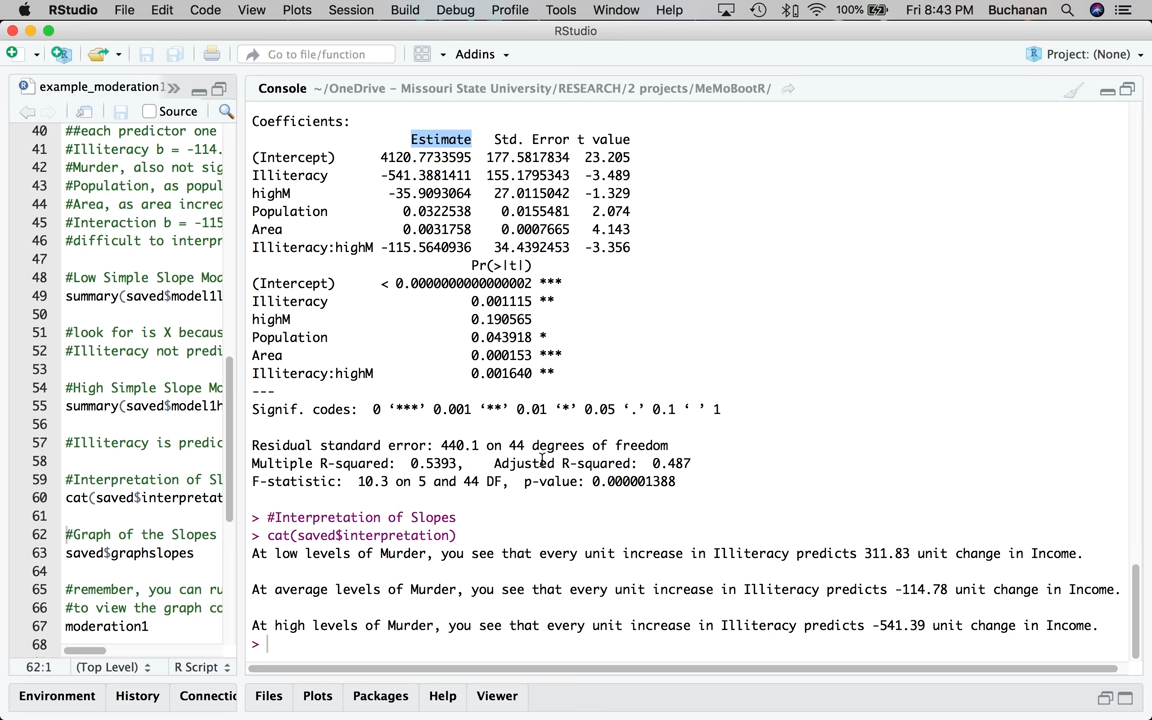 RStudio File Edit Code View Plots Session Build Debug Profile Tools Window Help 100% Fri 8:43 PM Buchanan
RStudio
Go to file/function Addins Project: (None)
example_moderation1
Source
Console ~/OneDrive - Missouri State University/RESEARCH/2 projects/MeMoBootR/
40 ##each predictor one
41 #Illiteracy b = -114.
42 #Murder, also not sig
43 #Population, as popul
44 #Area, as area increa
45 #Interaction b = -115
46 #difficult to interpr
47
48 #Low Simple Slope Mod
49 summary(saved$model1l
50
51 #look for is X becaus
52 #Illiteracy not predi
53
54 #High Simple Slope Mo
55 summary(saved$model1h
56
57 #Illiteracy is predic
58
59 #Interpretation of Sl
60 cat(saved$interpretat
61
62 #Graph of the Slopes
63 saved$graphslopes
64
65 #remember, you can ru
66 #to view the graph co
67 moderation1
68
62:1 (Top Level) R Script
Coefficients:
Estimate Std. Error t value
(Intercept) 4120.7733595 177.5817834 23.205
Illiteracy -541.3881411 155.1795343 -3.489
highM -35.9093064 27.0115042 -1.329
Population 0.0322538 0.0155481 2.074
Area 0.0031758 0.0007665 4.143
Illiteracy:highM -115.5640936 34.4392453 -3.356
Pr(>|t|)
(Intercept) < 0.0000000000000002 ***
Illiteracy 0.001115 **
highM 0.190565
Population 0.043918 *
Area 0.000153 ***
Illiteracy:highM 0.001640 **
---
Signif. codes: 0 ‘***’ 0.001 ‘**’ 0.01 ‘*’ 0.05 ‘.’ 0.1 ‘ ’ 1
Residual standard error: 440.1 on 44 degrees of freedom
Multiple R-squared: 0.5393, Adjusted R-squared: 0.487
F-statistic: 10.3 on 5 and 44 DF, p-value: 0.000001388
> #Interpretation of Slopes
> cat(saved$interpretation)
At low levels of Murder, you see that every unit increase in Illiteracy predicts 311.83 unit change in Income.
At average levels of Murder, you see that every unit increase in Illiteracy predicts -114.78 unit change in Income.
At high levels of Murder, you see that every unit increase in Illiteracy predicts -541.39 unit change in Income.
>
Environment History Connectio
Files Plots Packages Help Viewer